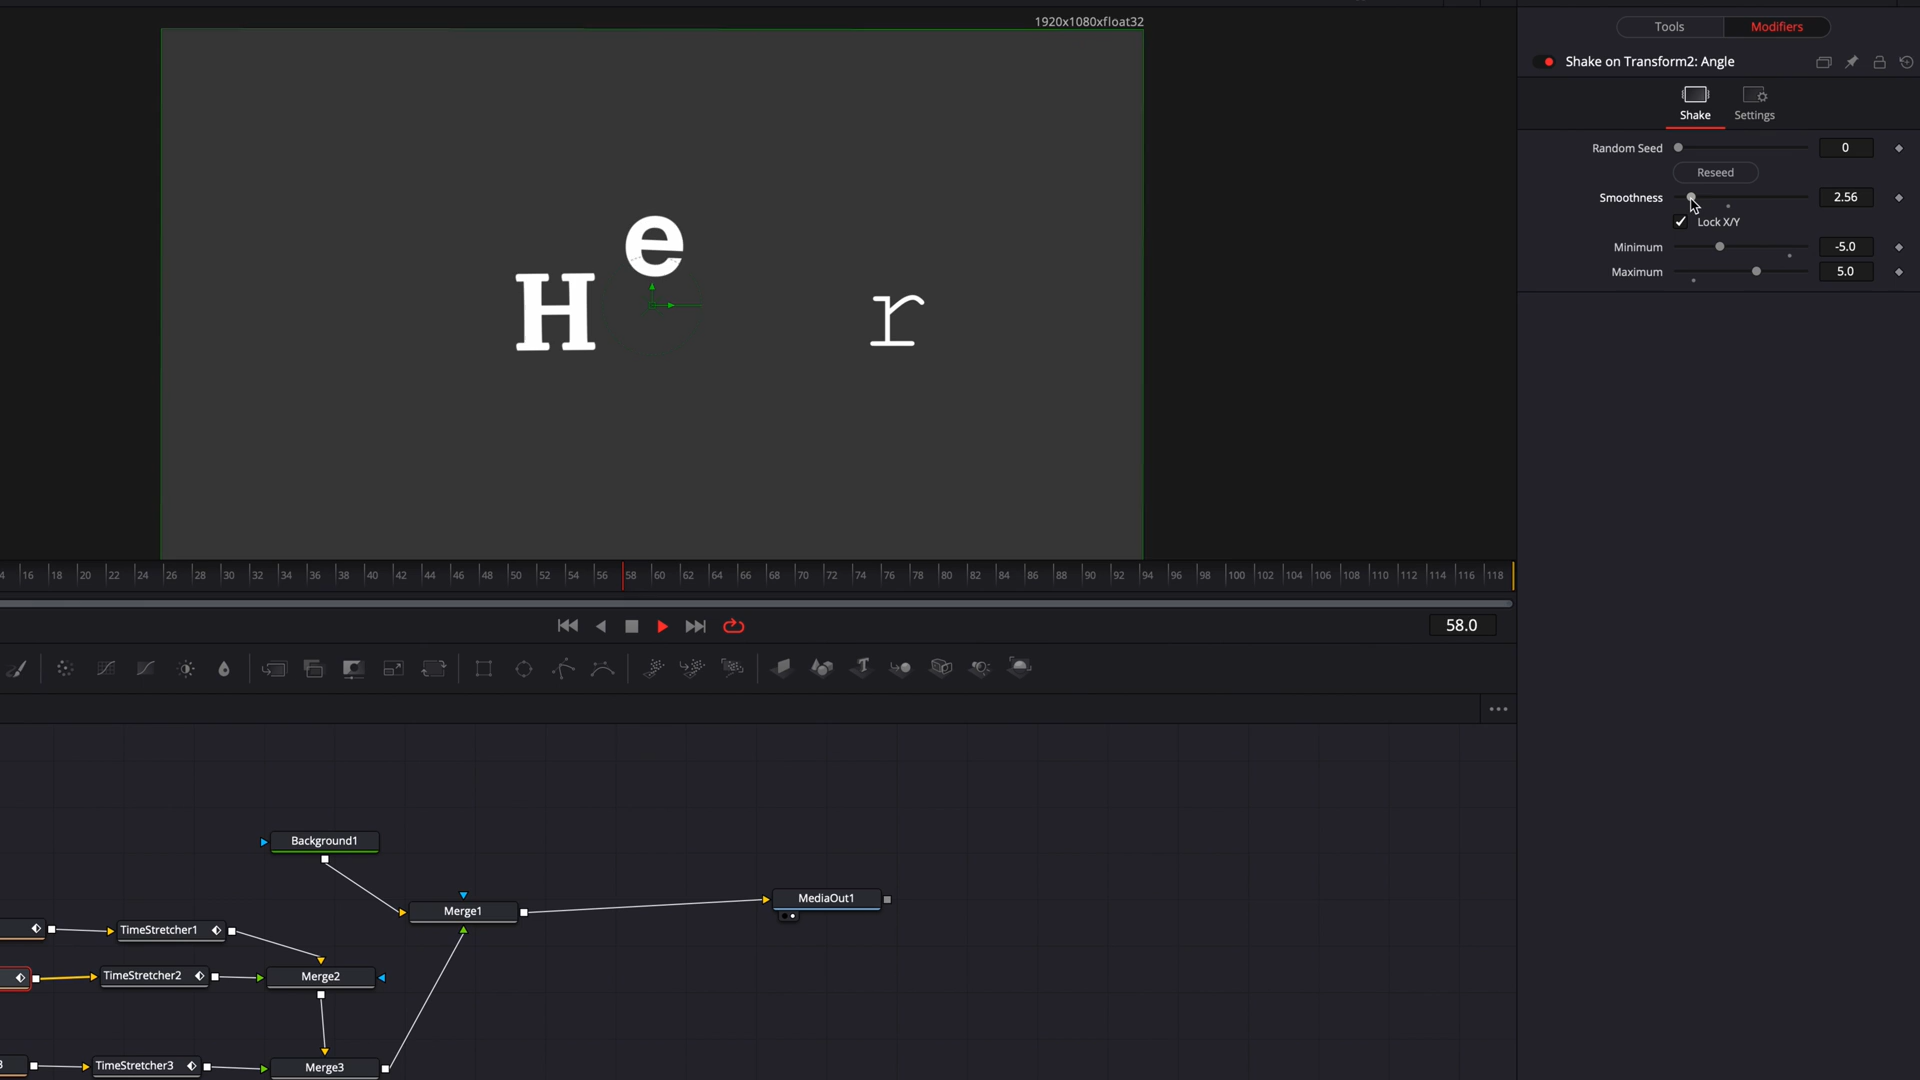 1920x1080xfloat32
Tools Modifiers
Shake on Transform2: Angle
Shake Settings
Random Seed 0
Reseed
Smoothness 2.56
Lock X/Y
Minimum -5.0
Maximum 5.0
H e r
4 16 18 20 22 24 26 28 30 32 34 36 38 40 42 44 46 48 50 52 54 56 58 60 62 64 66 68 70 72 74 76 78 80 82 84 86 88 90 92 94 96 98 100 102 104 106 108 110 112 114 116 118
58.0
Background1
Merge1
MediaOut1
TimeStretcher1
TimeStretcher2
Merge2
3
TimeStretcher3
Merge3